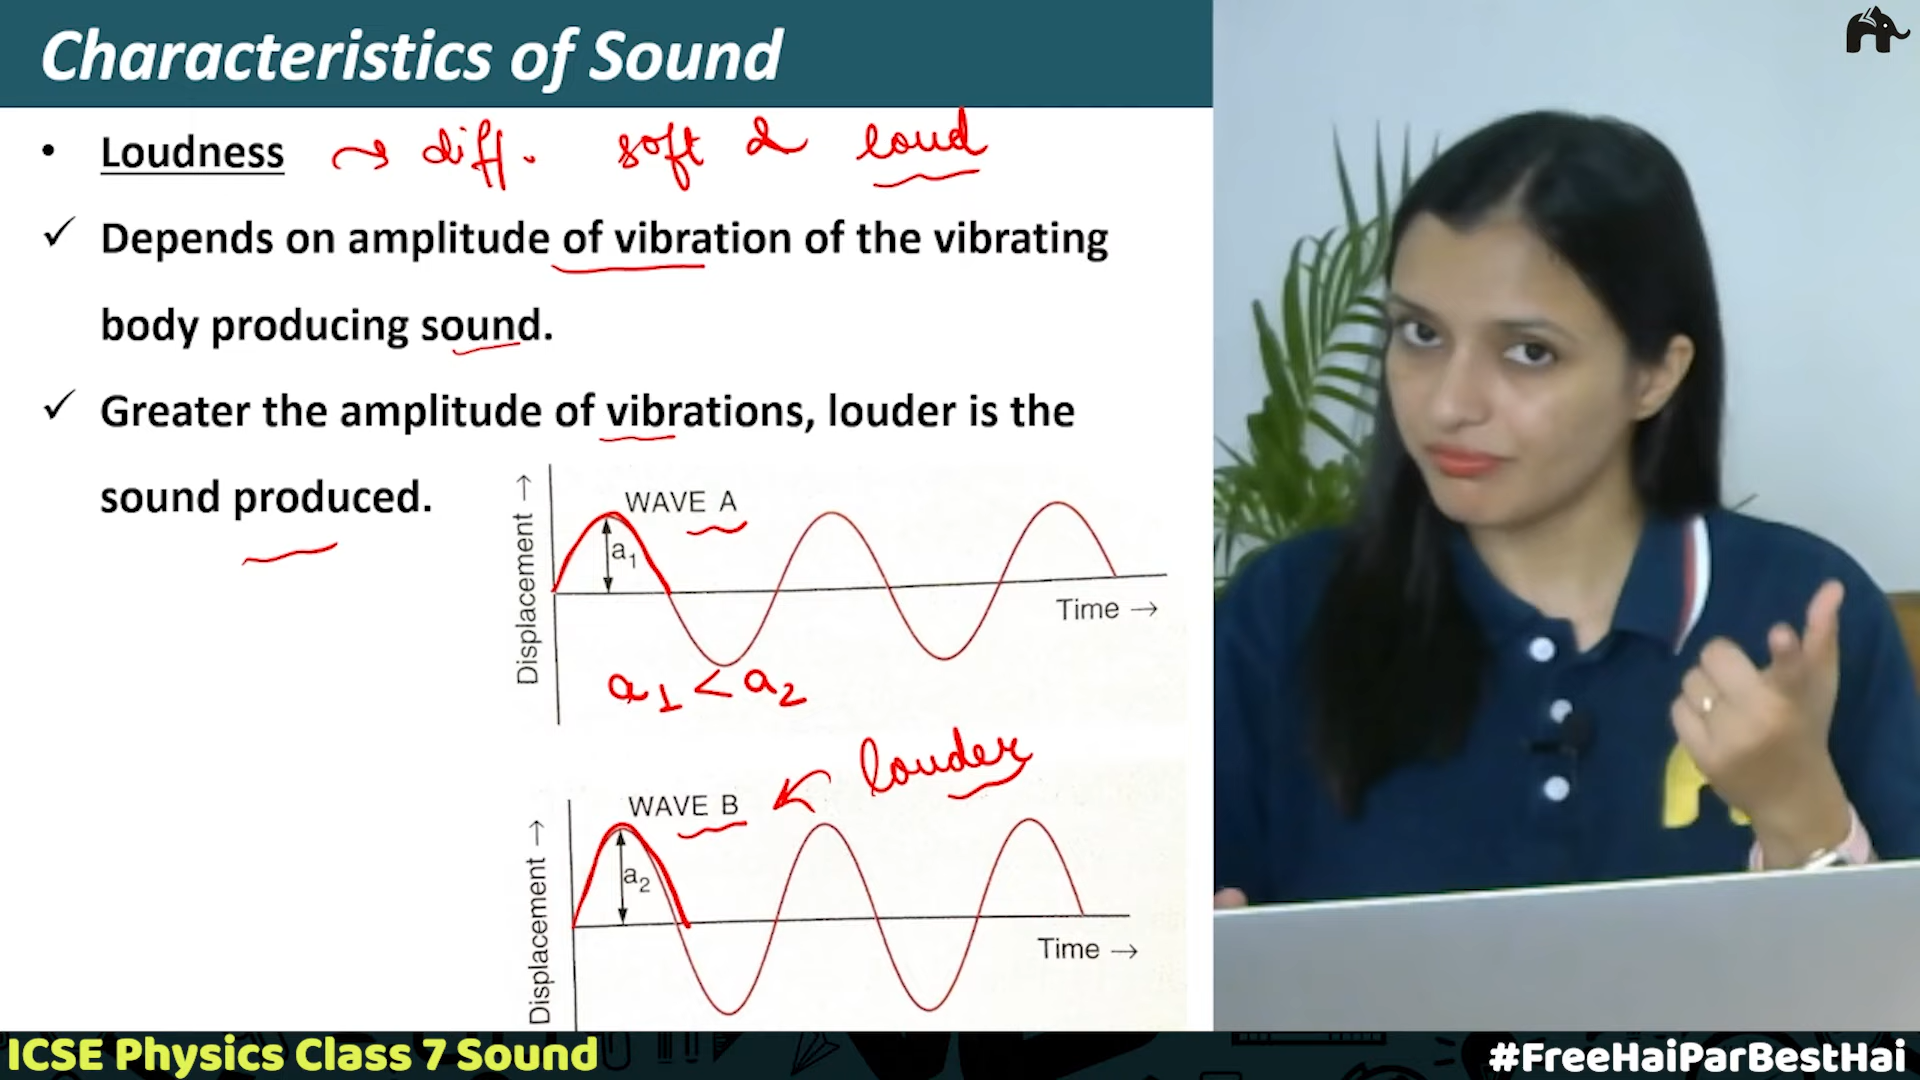 Characteristics of Sound
• Loudness → diff. soft & loud
✓ Depends on amplitude of vibration of the vibrating
body producing sound.
✓ Greater the amplitude of vibrations, louder is the
sound produced.
WAVE A
a₁
Displacement →
Time →
a₁ < a₂
louder
WAVE B
a₂
Displacement →
Time →
ICSE Physics Class 7 Sound
#FreeHaiParBestHai